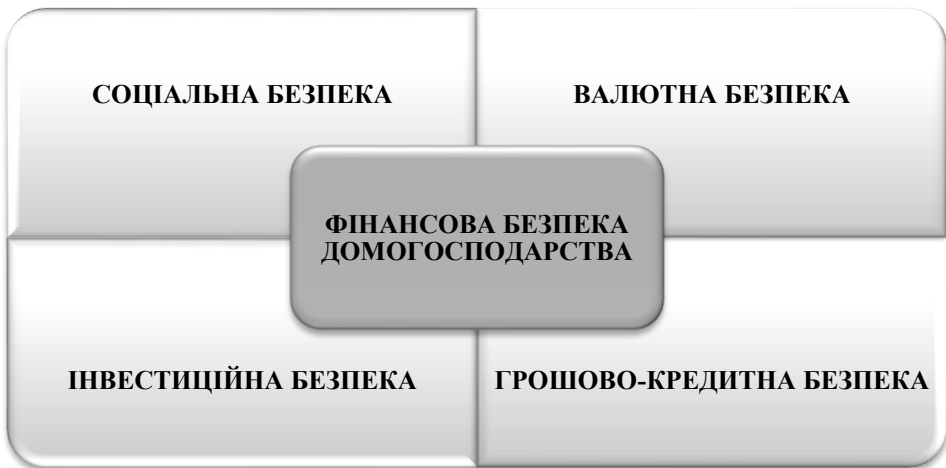 СОЦІАЛЬНА БЕЗПЕКА
ВАЛЮТНА БЕЗПЕКА
ФІНАНСОВА БЕЗПЕКА
ДОМОГОСПОДАРСТВА
ІНВЕСТИЦІЙНА БЕЗПЕКА
ГРОШОВО-КРЕДИТНА БЕЗПЕКА